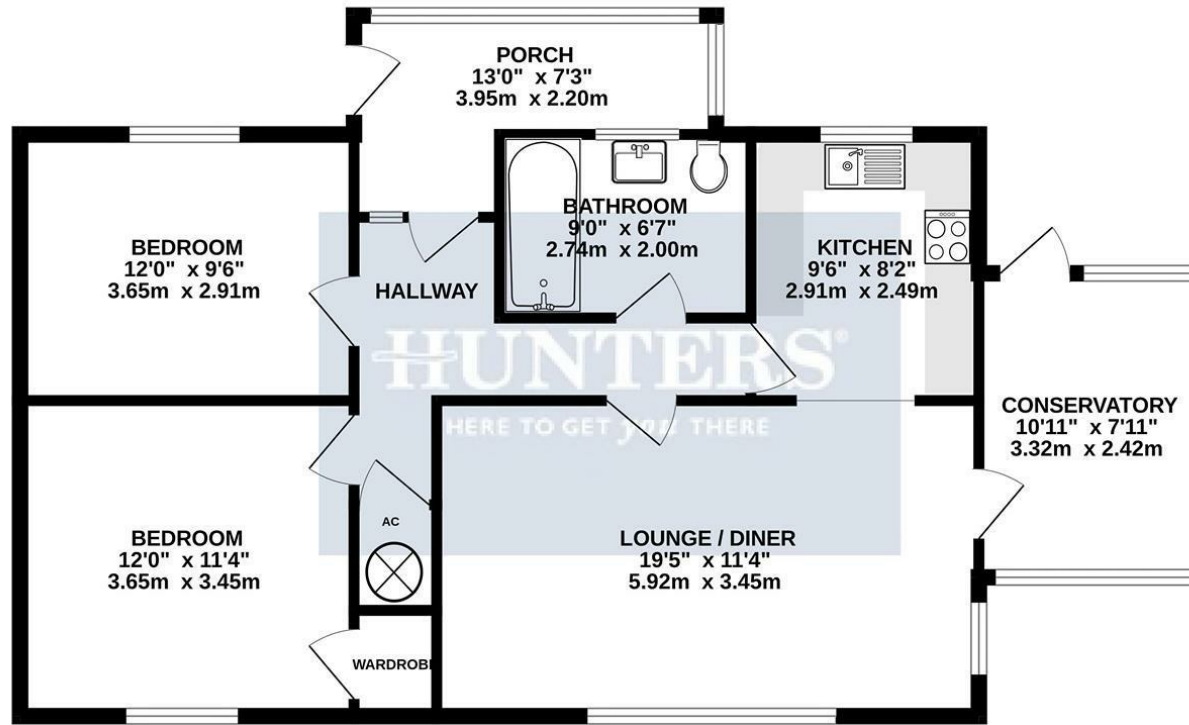 PORCH
13'0" x 7'3"
3.95m x 2.20m
BEDROOM
12'0" x 9'6"
3.65m x 2.91m
HALLWAY
BATHROOM
9'0" x 6'7"
2.74m x 2.00m
KITCHEN
9'6" x 8'2"
2.91m x 2.49m
HUNTERS®
HERE TO GET you THERE
CONSERVATORY
10'11" x 7'11"
3.32m x 2.42m
BEDROOM
12'0" x 11'4"
3.65m x 3.45m
AC
LOUNGE / DINER
19'5" x 11'4"
5.92m x 3.45m
WARDROBE